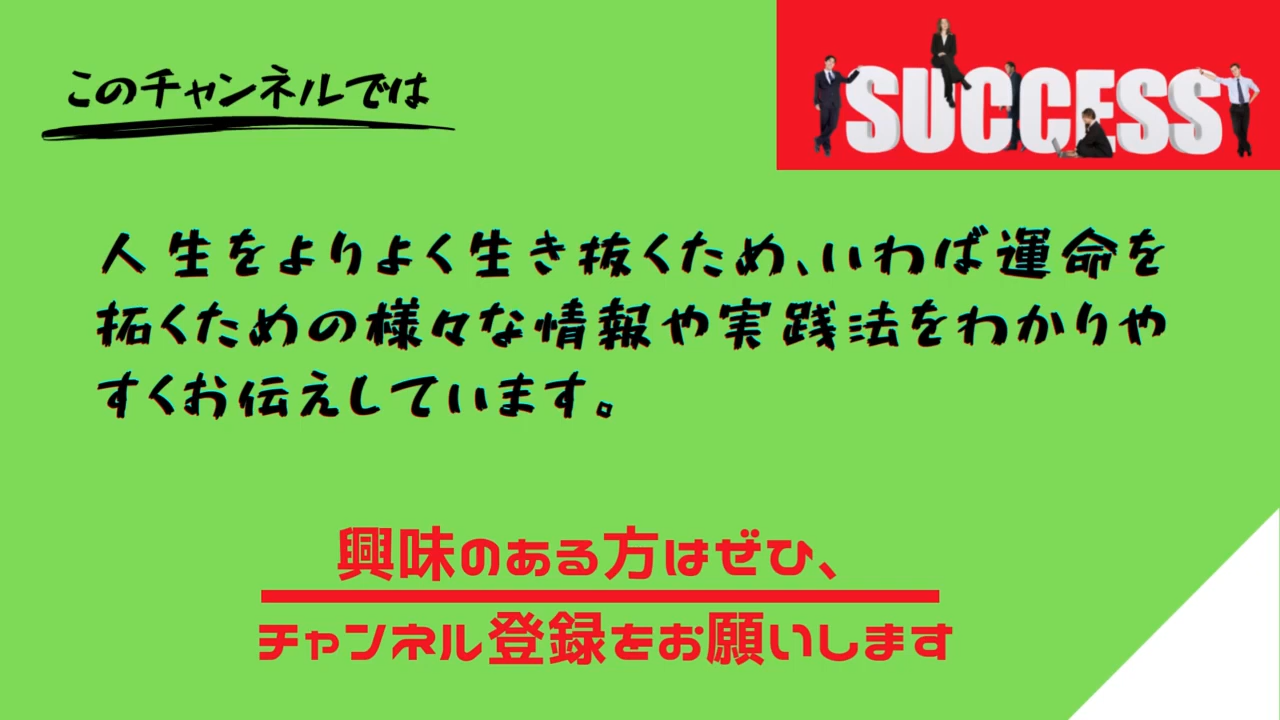 このチャンネルでは
SUCCESS
人生をよりよく生き抜くため、いわば運命を
拓くための様々な情報や実践法をわかりや
すくお伝えしています。
興味のある方はぜひ、
チャンネル登録をお願いします